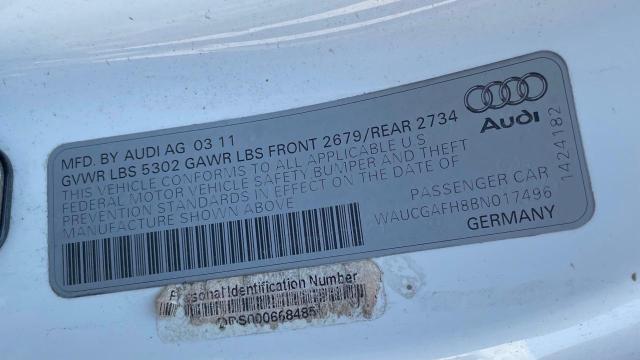 MFD. BY AUDI AG 03 11
GVWR LBS 5302 GAWR LBS FRONT 2679/REAR 2734
THIS VEHICLE CONFORMS TO ALL APPLICABLE U S
FEDERAL MOTOR VEHICLE SAFETY, BUMPER AND THEFT
PREVENTION STANDARDS IN EFFECT ON THE DATE OF
MANUFACTURE SHOWN ABOVE
Audi
1424182
PASSENGER CAR
WAUCGAFH8BN017496
GERMANY
Personal Identification Number